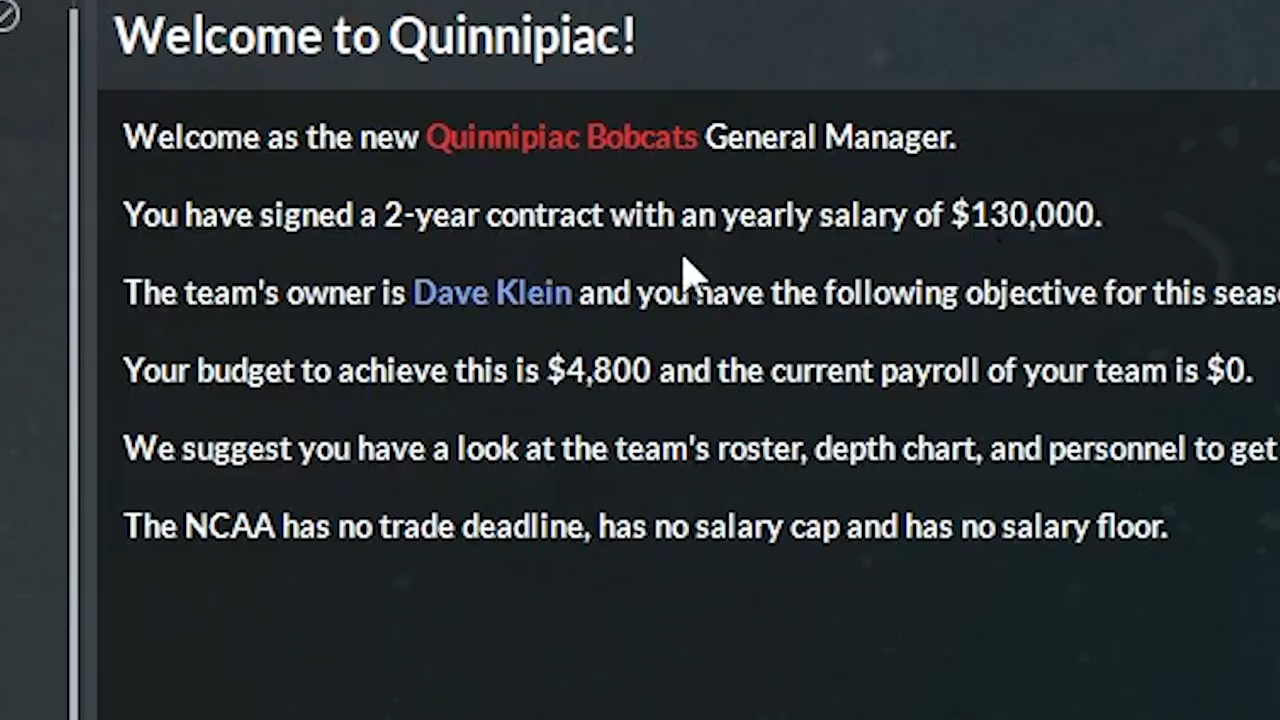 Welcome to Quinnipiac!
Welcome as the new Quinnipiac Bobcats General Manager.
You have signed a 2-year contract with an yearly salary of $130,000.
The team's owner is Dave Klein and you have the following objective for this
Your budget to achieve this is $4,800 and the current payroll of your team is $0.
We suggest you have a look at the team's roster, depth chart, and personnel to get
The NCAA has no trade deadline, has no salary cap and has no salary floor.